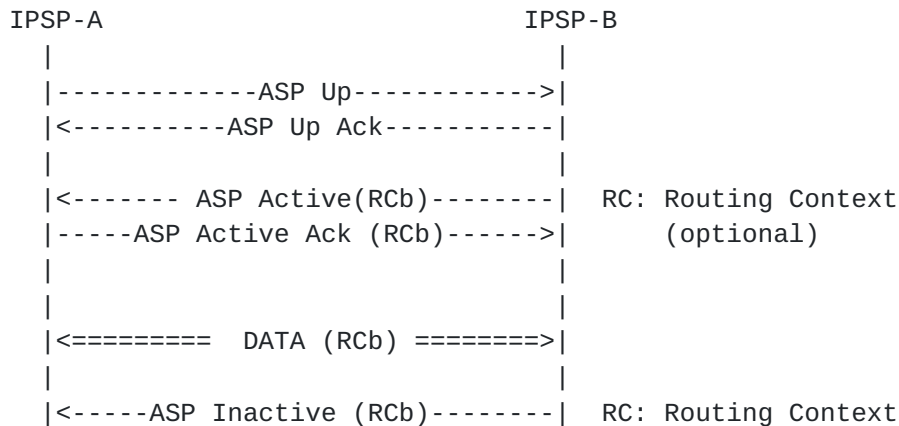 IPSP-A                         IPSP-B
  |                              |
  |-------------ASP Up------------>|
  |<----------ASP Up Ack-----------|
  |                              |
  |<------- ASP Active(RCb)--------|  RC: Routing Context
  |-----ASP Active Ack (RCb)------>|      (optional)
  |                              |
  |                              |
  |<=========  DATA (RCb) ========>|
  |                              |
  |<-----ASP Inactive (RCb)--------|  RC: Routing Context